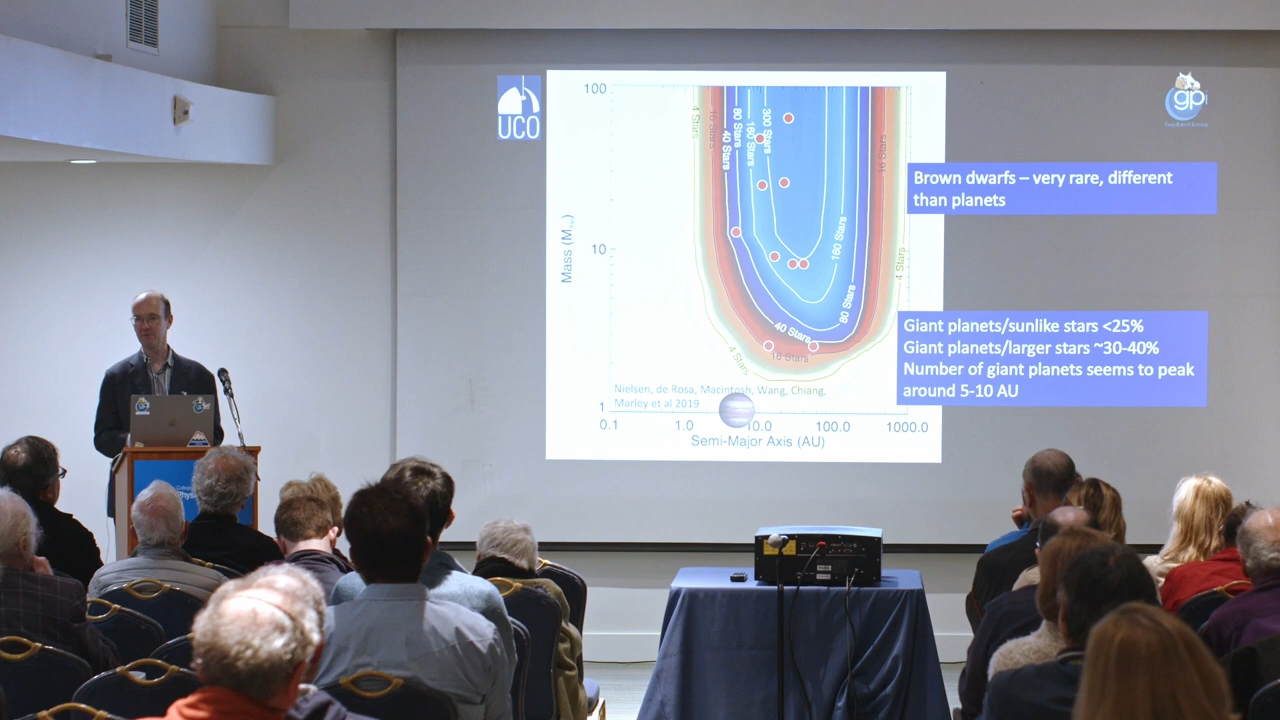 UCO
gpi
100
10
1
Mass (M
4 Stars
16 Stars
40 Stars
80 Stars
160 Stars
300 Stars
16 Stars
160 Stars
80 Stars
4 Stars
40 Stars
16 Stars
4 Stars
Nielsen, de Rosa, Macintosh, Wang, Chiang,
Marley et al 2019
0.1 1.0 10.0 100.0 1000.0
Semi-Major Axis (AU)
Brown dwarfs – very rare, different
than planets
Giant planets/sunlike stars <25%
Giant planets/larger stars ~30-40%
Number of giant planets seems to peak
around 5-10 AU